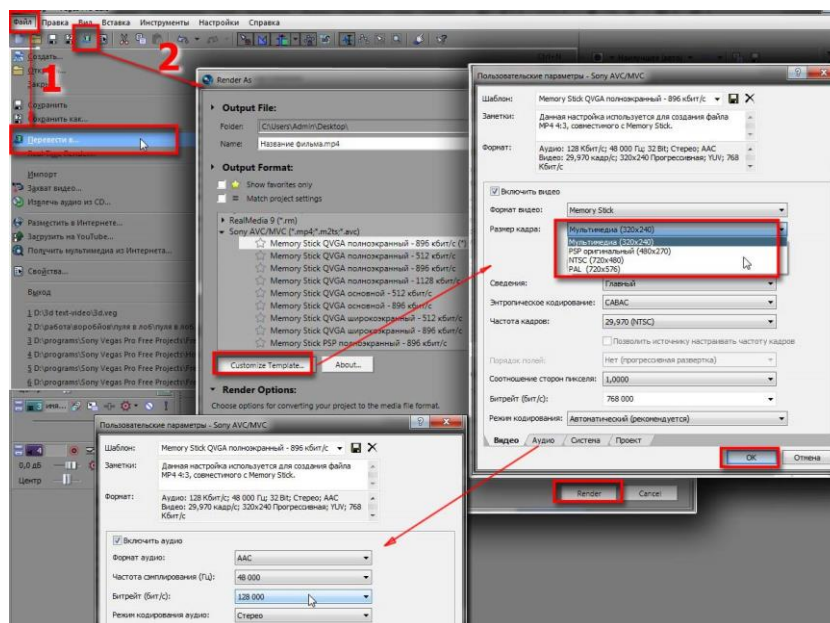 Файл Правка Вид Вставка Инструменты Настройки Справка
1
2
Создать...
Сохранить
Сохранить как...
Перевести в...
Импорт
Захват видео...
Извлечь аудио из CD...
Разместить в Интернете...
Загрузить на YouTube...
Получить мультимедиа из Интернета...
Свойства...
Выход
1 D:\3d text-video\3d.veg
Render As
Output File:
Folder: C:\Users\Admin\Desktop\
Name: Название фильма.mp4
Output Format:
Show favorites only
Match project settings
RealMedia 9 (*.rm)
Sony AVC/MVC (*.mp4;*.m2ts;*.avc)
Memory Stick QVGA полноэкранный - 896 кбит/с (*)
Memory Stick QVGA полноэкранный - 512 кбит/с
Memory Stick QVGA полноэкранный - 896 кбит/с
Memory Stick QVGA полноэкранный - 1128 кбит/с
Memory Stick QVGA основной - 512 кбит/с
Memory Stick QVGA основной - 896 кбит/с
Memory Stick QVGA широкоэкранный - 512 кбит/с
Memory Stick QVGA широкоэкранный - 896 кбит/с
Memory Stick PSP полноэкранный - 896 кбит/с
Customize Template... About...
Render Options:
Choose options for converting your project to the media file format.
Render Cancel
Пользовательские параметры - Sony AVC/MVC
Шаблон: Memory Stick QVGA полноэкранный - 896 кбит/с
Заметки: Данная настройка используется для создания файла
MP4 4:3, совместимого с Memory Stick.
Формат: Аудио: 128 Кбит/с; 48 000 Гц; 32 Bit; Стерео; AAC
Видео: 29,970 кадр/с; 320x240 Прогрессивная; YUV; 768
Кбит/с
Включить видео
Формат видео: Memory Stick
Размер кадра: Мультимедиа (320x240)
Мультимедиа (320x240)
PSP оригинальный (480x270)
NTSC (720x480)
PAL (720x576)
Сведения: Главный
Энтропическое кодирование: CABAC
Частота кадров: 29,970 (NTSC)
Позволить источнику настраивать частоту кадров
Порядок полей: Нет (прогрессивная развертка)
Соотношение сторон пикселя: 1,0000
Битрейт (бит/с): 768 000
Режим кодирования: Автоматический (рекомендуется)
Видео Аудио Система Проект
OK Отмена
Пользовательские параметры - Sony AVC/MVC
Шаблон: Memory Stick QVGA полноэкранный - 896 кбит/с
Заметки: Данная настройка используется для создания файла
MP4 4:3, совместимого с Memory Stick.
Формат: Аудио: 128 Кбит/с; 48 000 Гц; 32 Bit; Стерео; AAC
Видео: 29,970 кадр/с; 320x240 Прогрессивная; YUV; 768
Кбит/с
Включить аудио
Формат аудио: AAC
Частота сэмплирования (Гц): 48 000
Битрейт (бит/с): 128 000
Режим кодирования аудио: Стерео
3
4
0,0 дБ
Центр